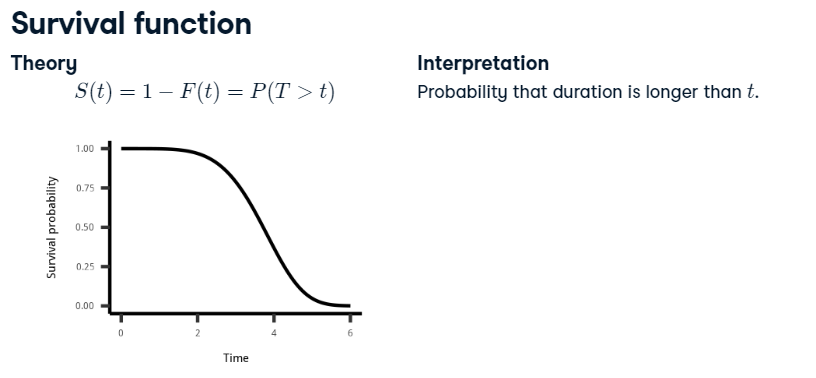 Survival function
Theory
S(t) = 1 − F(t) = P(T > t)
Interpretation
Probability that duration is longer than t.
Survival probability
1.00
0.75
0.50
0.25
0.00
0 2 4 6
Time